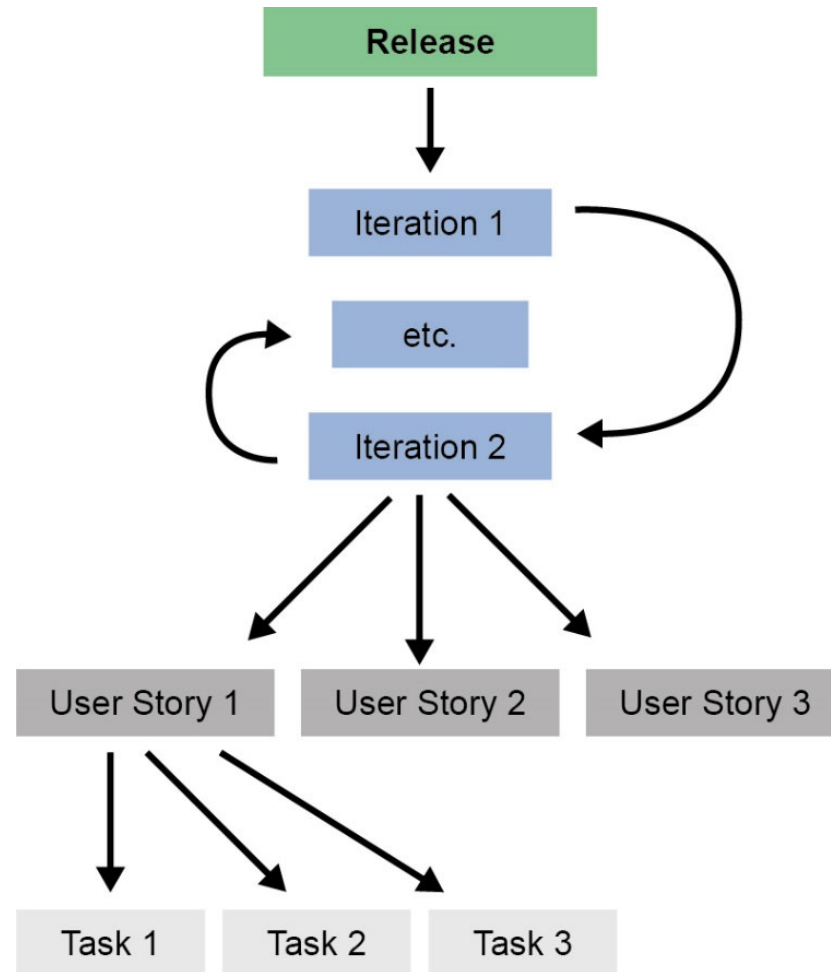 Release
Iteration 1
etc.
Iteration 2
User Story 1
User Story 2
User Story 3
Task 1
Task 2
Task 3